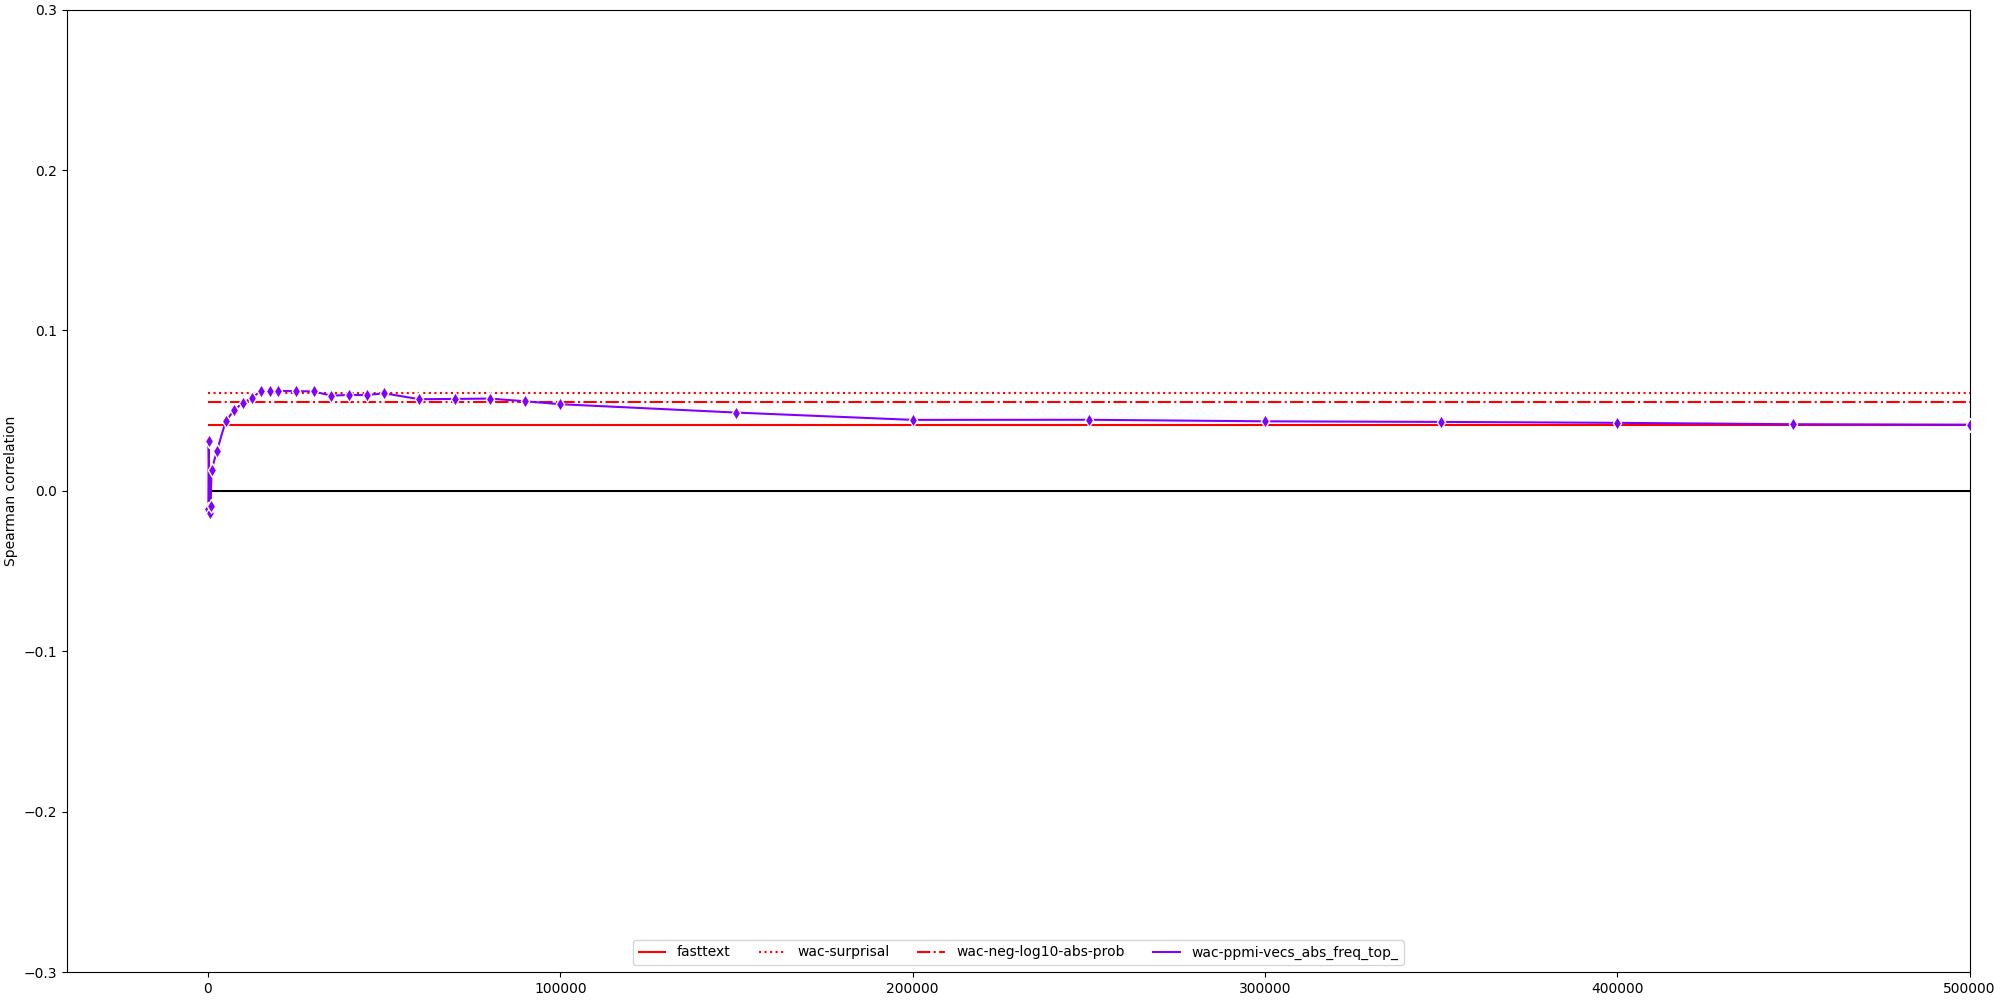 0.3
0.2
0.1
0.0
−0.1
−0.2
−0.3
Spearman correlation
fasttext wac-surprisal wac-neg-log10-abs-prob wac-ppmi-vecs_abs_freq_top_
0 100000 200000 300000 400000 500000